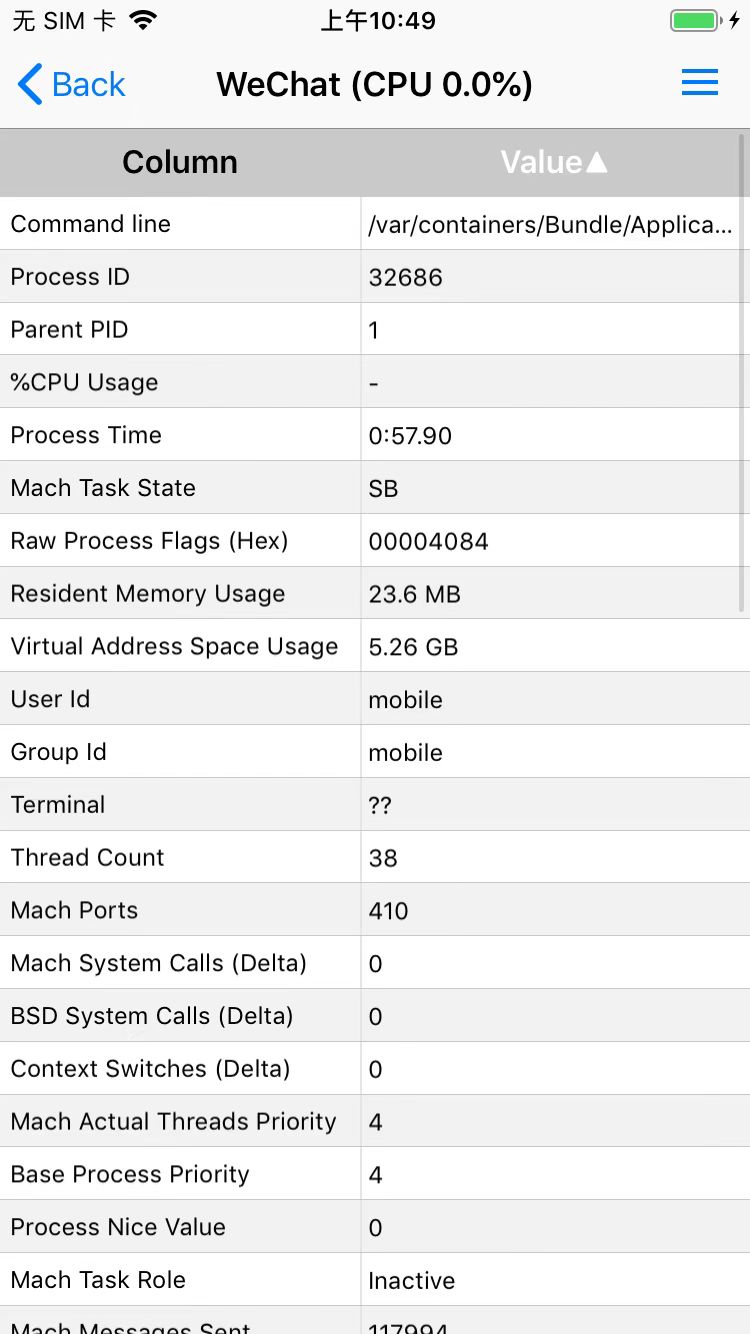 无 SIM 卡 上午10:49
Back WeChat (CPU 0.0%)
Column Value▲
Command line /var/containers/Bundle/Applica...
Process ID 32686
Parent PID 1
%CPU Usage -
Process Time 0:57.90
Mach Task State SB
Raw Process Flags (Hex) 00004084
Resident Memory Usage 23.6 MB
Virtual Address Space Usage 5.26 GB
User Id mobile
Group Id mobile
Terminal ??
Thread Count 38
Mach Ports 410
Mach System Calls (Delta) 0
BSD System Calls (Delta) 0
Context Switches (Delta) 0
Mach Actual Threads Priority 4
Base Process Priority 4
Process Nice Value 0
Mach Task Role Inactive
Mach Messages Sent 117994